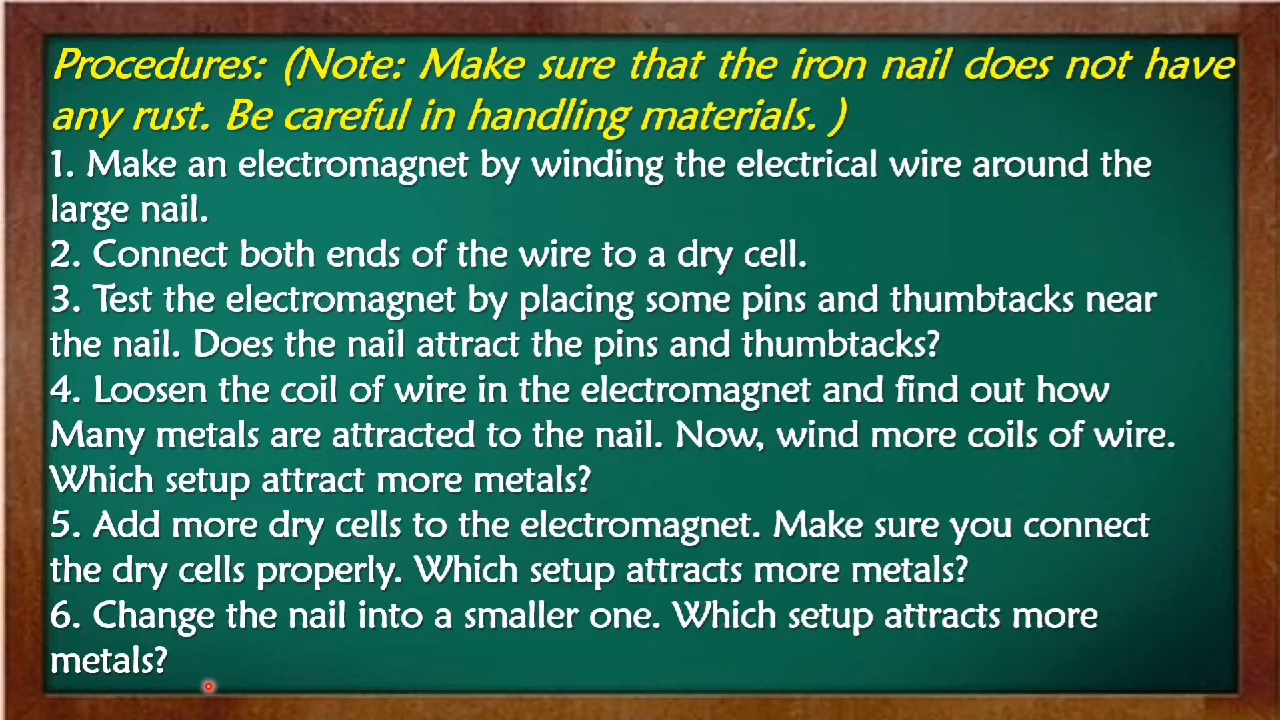 Procedures: (Note: Make sure that the iron nail does not have
any rust. Be careful in handling materials. )
1. Make an electromagnet by winding the electrical wire around the
large nail.
2. Connect both ends of the wire to a dry cell.
3. Test the electromagnet by placing some pins and thumbtacks near
the nail. Does the nail attract the pins and thumbtacks?
4. Loosen the coil of wire in the electromagnet and find out how
Many metals are attracted to the nail. Now, wind more coils of wire.
Which setup attract more metals?
5. Add more dry cells to the electromagnet. Make sure you connect
the dry cells properly. Which setup attracts more metals?
6. Change the nail into a smaller one. Which setup attracts more
metals?